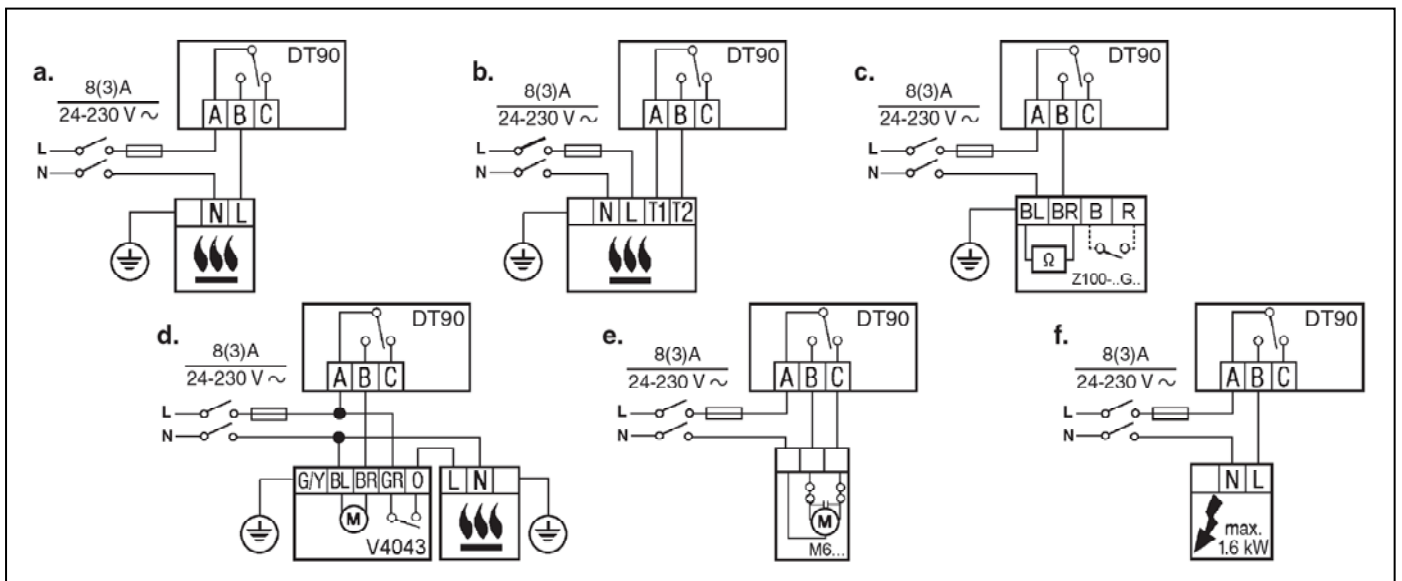 a.
8(3)A
24-230 V ~
DT90
A B C
L
N
N L
b.
8(3)A
24-230 V ~
DT90
A B C
L
N
N L T1 T2
c.
8(3)A
24-230 V ~
DT90
A B C
L
N
BL BR B R
Ω
Z100-..G..
d.
8(3)A
24-230 V ~
DT90
A B C
L
N
G/Y BL BR GR O
M
V4043
L N
e.
8(3)A
24-230 V ~
DT90
A B C
L
N
M
M6...
f.
8(3)A
24-230 V ~
DT90
A B C
L
N
N L
max.
1.6 kW